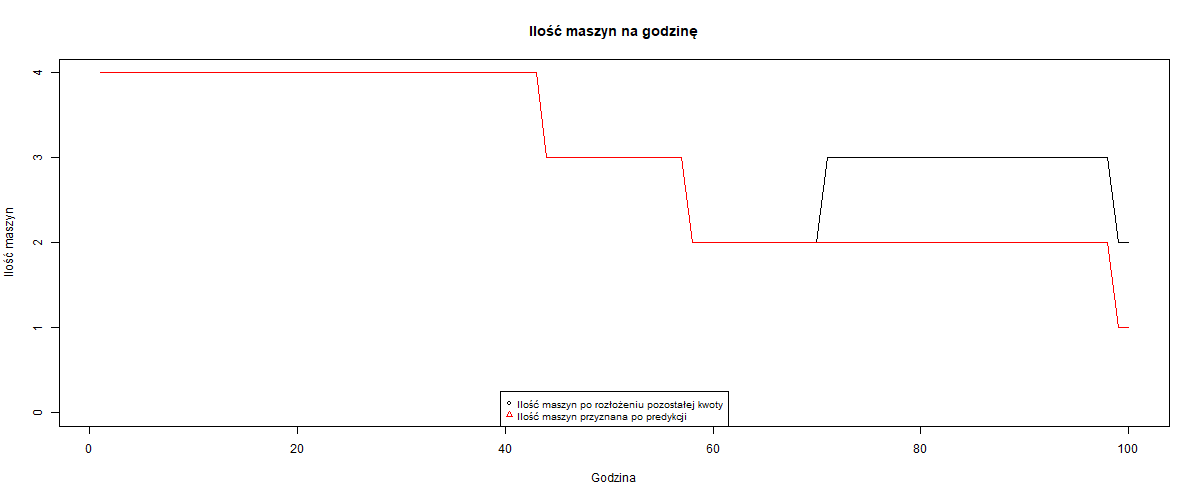 Ilość maszyn na godzinę
Ilość maszyn
4
3
2
1
0
Ilość maszyn po rozłożeniu pozostałej kwoty
Ilość maszyn przyznana po predykcji
0 20 40 60 80 100
Godzina